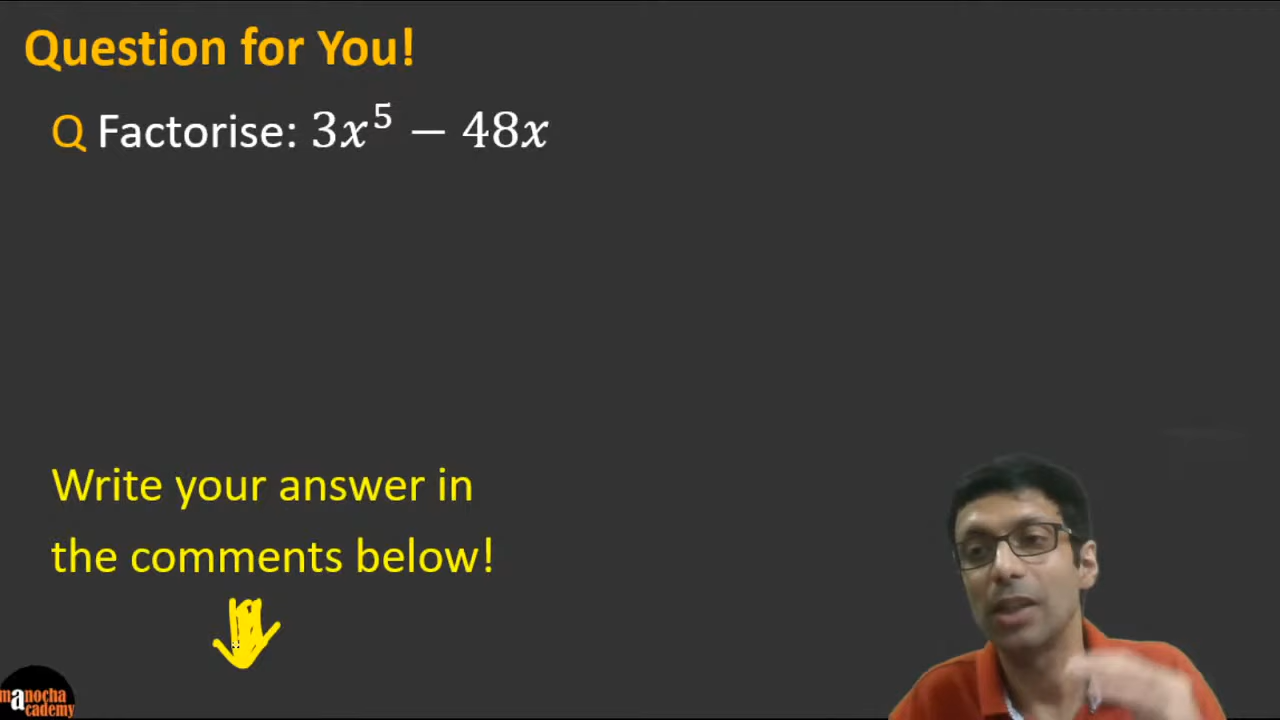 Question for You!
Q Factorise: 3x⁵ − 48x
Write your answer in
the comments below!
manocha
academy